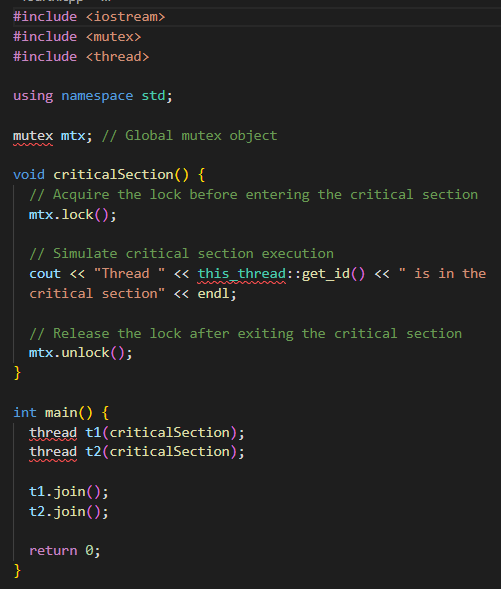 #include <iostream>
#include <mutex>
#include <thread>

using namespace std;

mutex mtx; // Global mutex object

void criticalSection() {
  // Acquire the lock before entering the critical section
  mtx.lock();

  // Simulate critical section execution
  cout << "Thread " << this_thread::get_id() << " is in the
  critical section" << endl;

  // Release the lock after exiting the critical section
  mtx.unlock();
}

int main() {
  thread t1(criticalSection);
  thread t2(criticalSection);

  t1.join();
  t2.join();

  return 0;
}